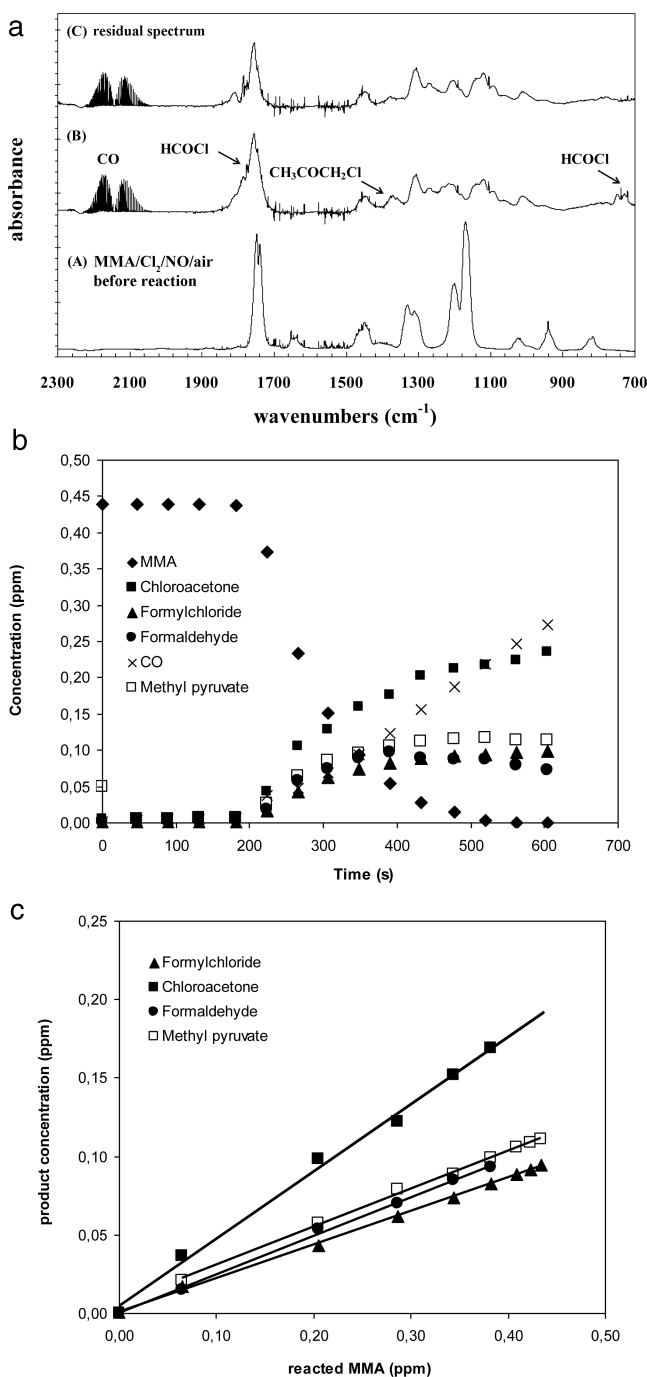 a
(C) residual spectrum
(B)
CO
HCOCl
CH₃COCH₂Cl
HCOCl
(A) MMA/Cl₂/NO/air
before reaction
absorbance
2300 2100 1900 1700 1500 1300 1100 900 700
wavenumbers (cm⁻¹)
b
0,50
0,45
0,40
0,35
0,30
0,25
0,20
0,15
0,10
0,05
0,00
Concentration (ppm)
MMA
Chloroacetone
Formylchloride
Formaldehyde
CO
Methyl pyruvate
0 100 200 300 400 500 600 700
Time (s)
c
0,25
0,20
0,15
0,10
0,05
0,00
product concentration (ppm)
Formylchloride
Chloroacetone
Formaldehyde
Methyl pyruvate
0,00 0,10 0,20 0,30 0,40 0,50
reacted MMA (ppm)